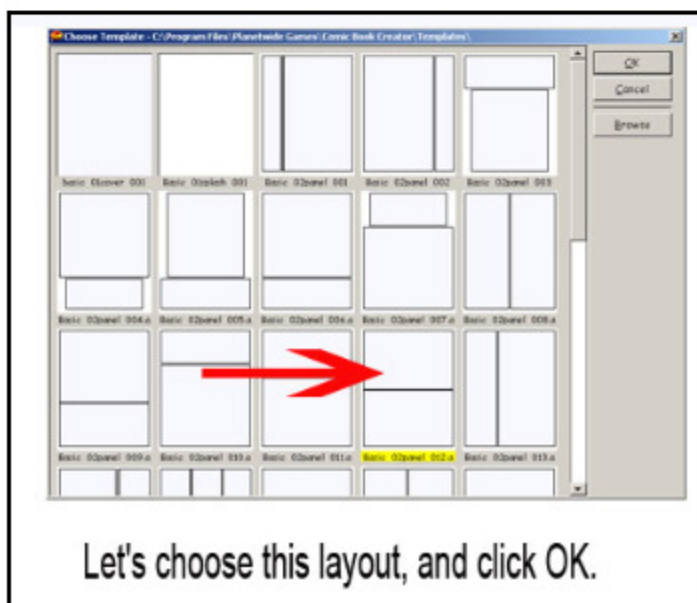 Choose Template - C:\Program Files\Planetwide Games\Comic Book Creator\Templates\
OK
Cancel
Browse
Basic 01cover 001
Basic 01splash 001
Basic 02panel 001
Basic 02panel 002
Basic 02panel 003
Basic 02panel 004.a
Basic 02panel 005.a
Basic 02panel 006.a
Basic 02panel 007.a
Basic 02panel 008.a
Basic 02panel 009.a
Basic 02panel 010.a
Basic 02panel 011.a
Basic 02panel 012.a
Basic 02panel 013.a
Let's choose this layout, and click OK.